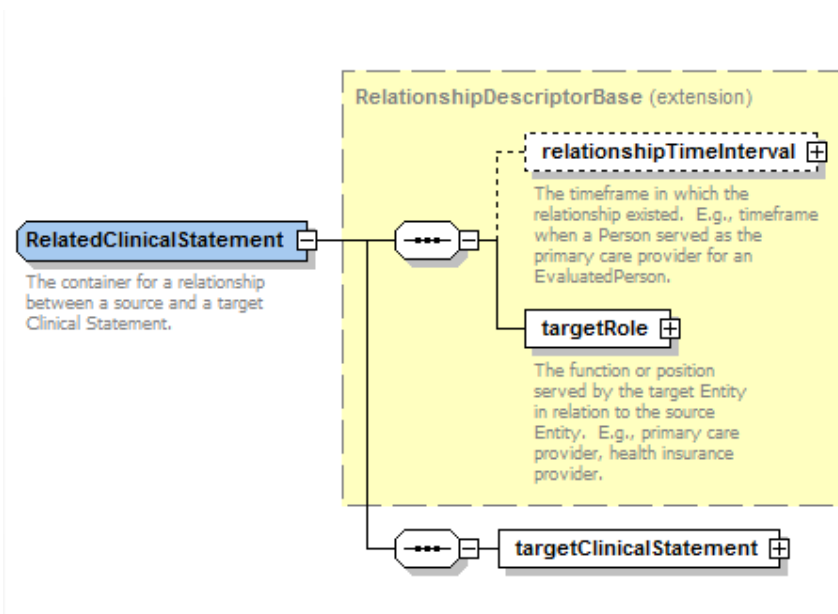 RelationshipDescriptorBase (extension)
relationshipTimeInterval
The timeframe in which the
relationship existed. E.g., timeframe
when a Person served as the
primary care provider for an
EvaluatedPerson.
RelatedClinicalStatement
The container for a relationship
between a source and a target
Clinical Statement.
targetRole
The function or position
served by the target Entity
in relation to the source
Entity. E.g., primary care
provider, health insurance
provider.
targetClinicalStatement